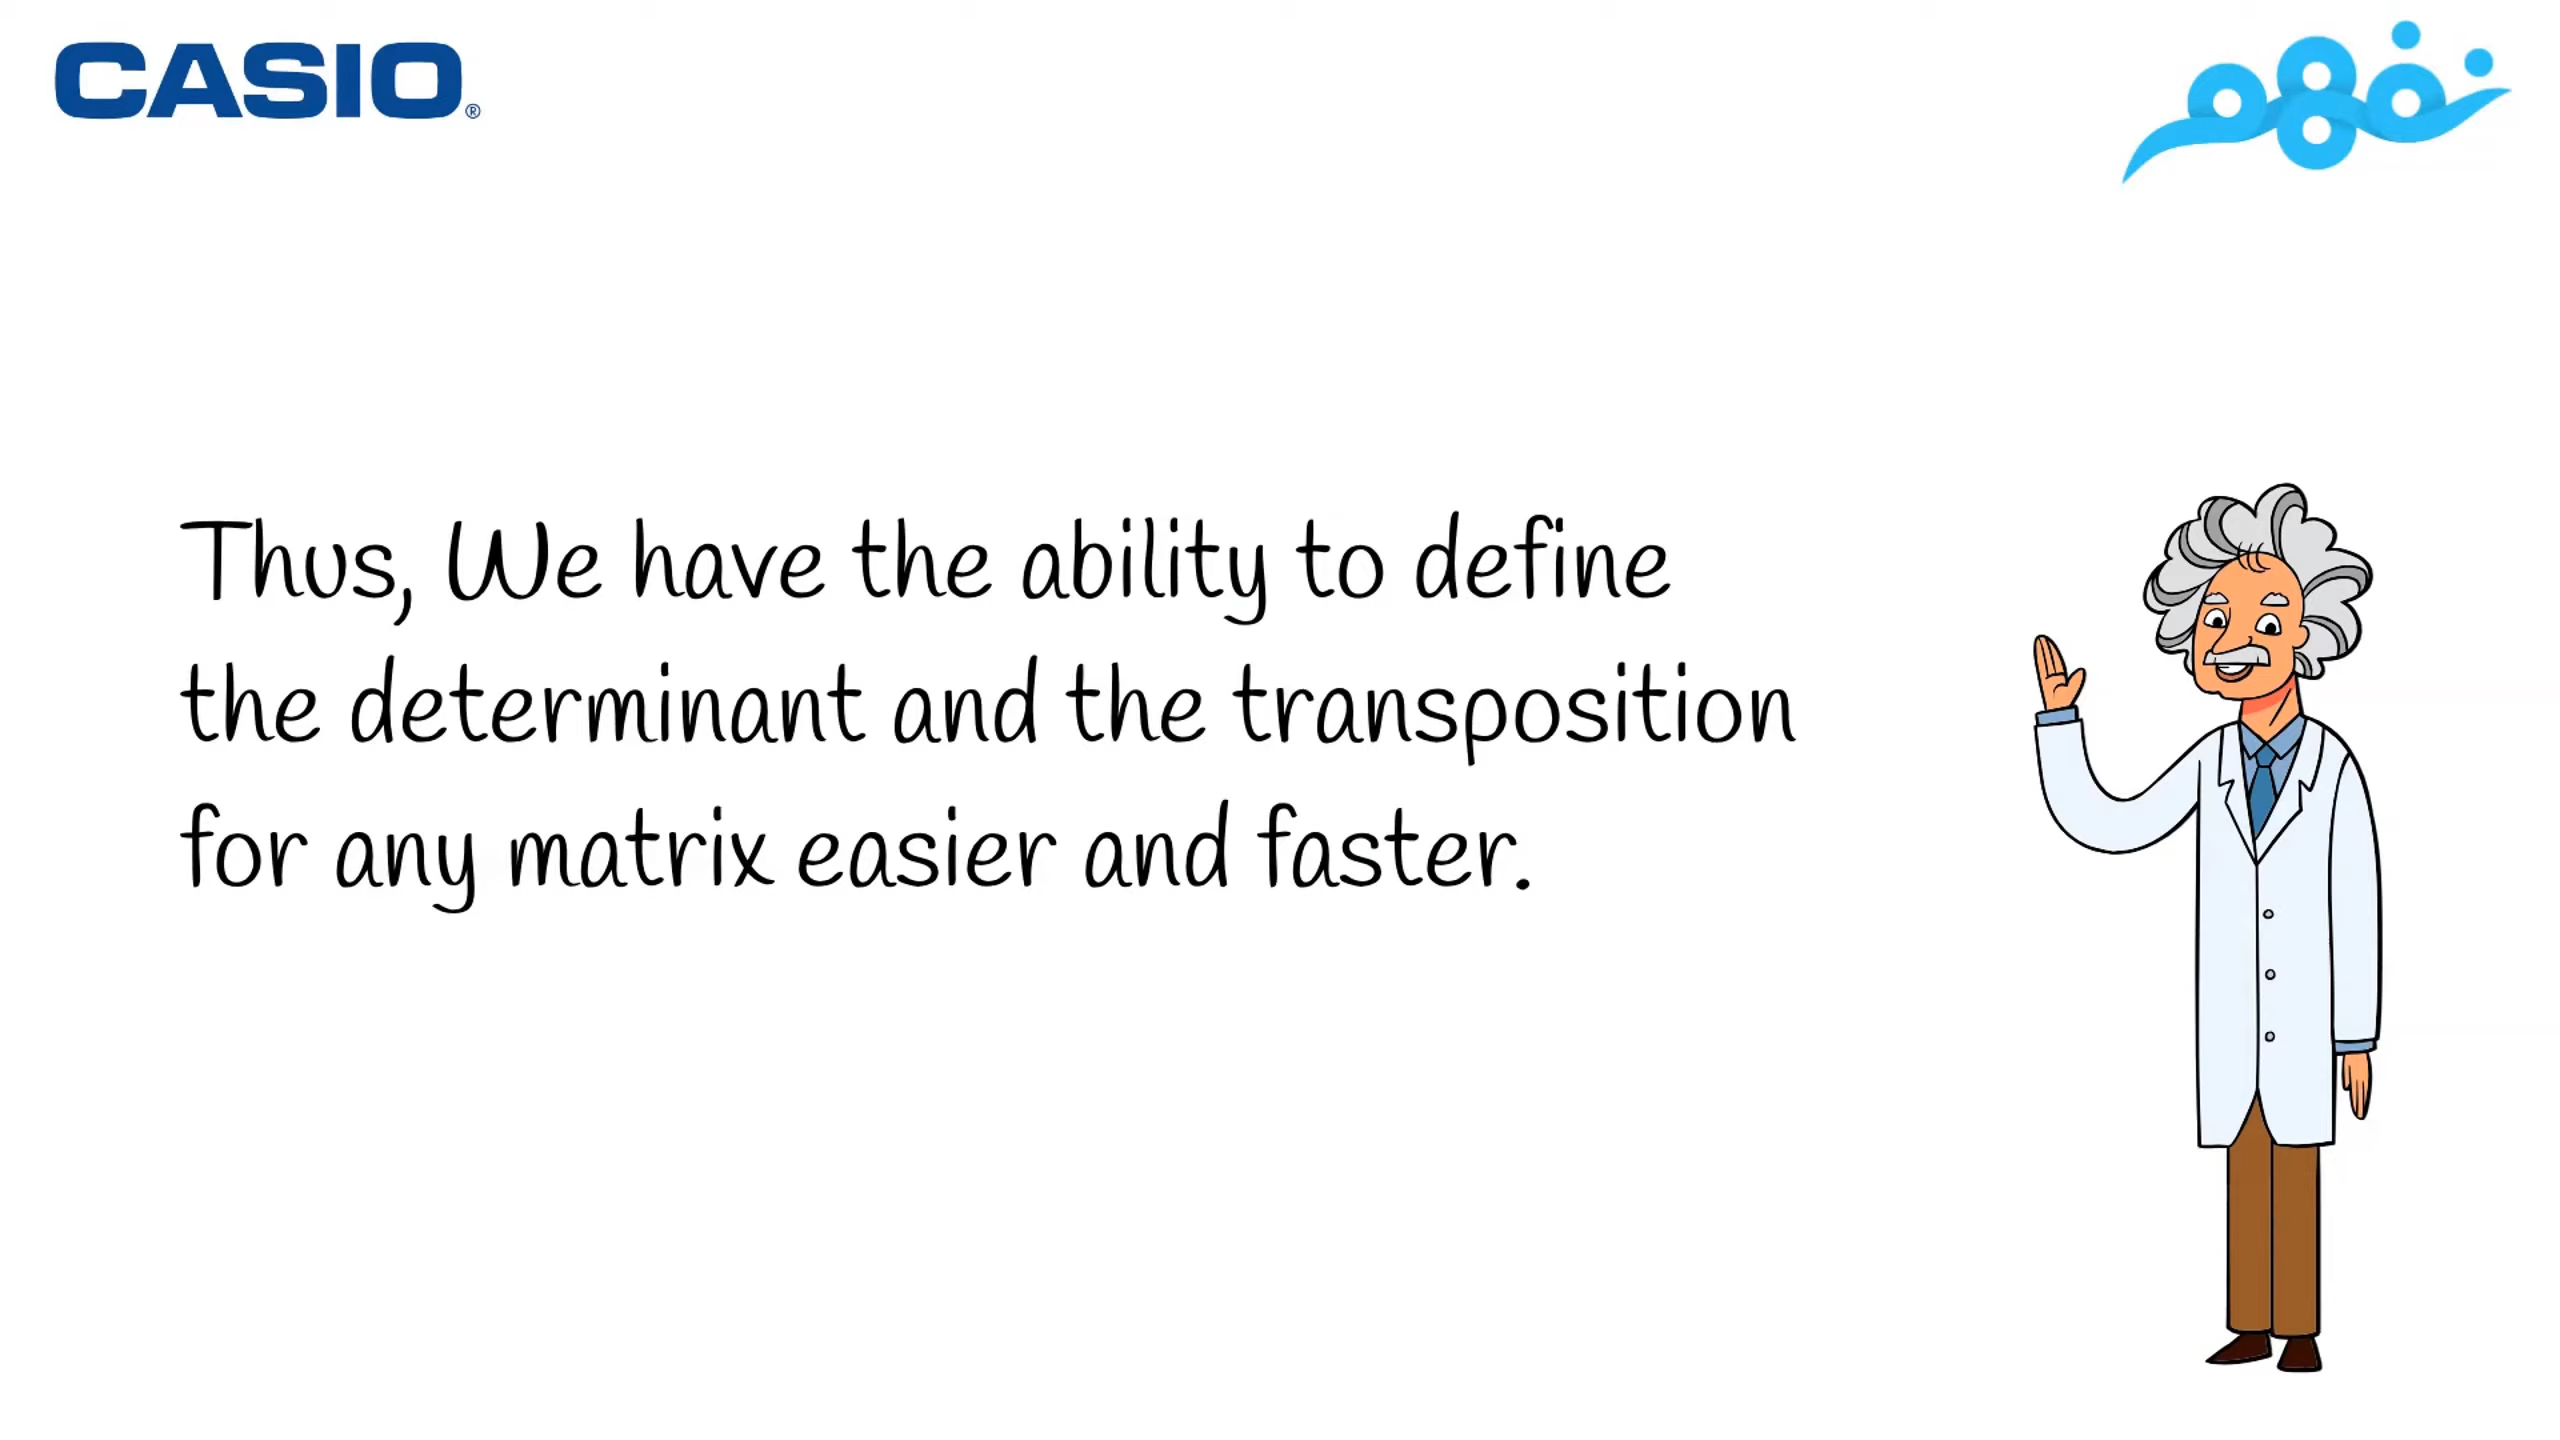 CASIO®
نفهم
Thus, We have the ability to define
the determinant and the transposition
for any matrix easier and faster.